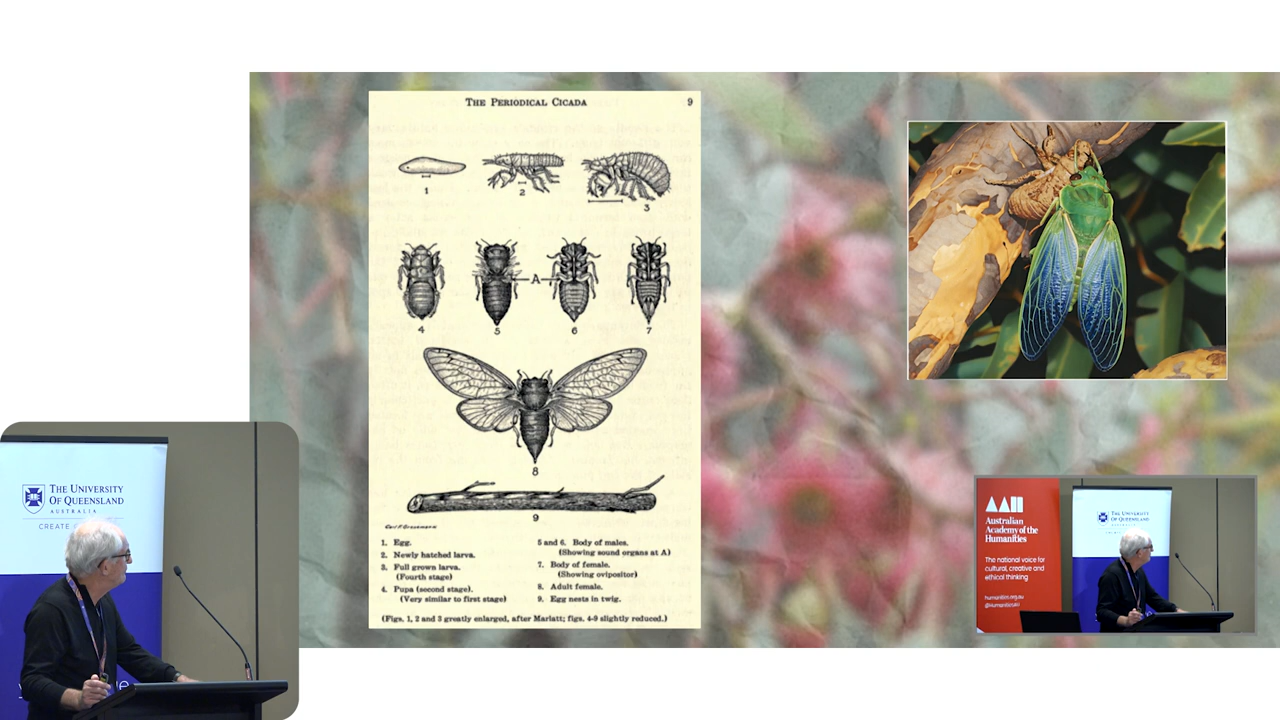 THE PERIODICAL CICADA 9
1
2
3
A
4
5
6
7
8
9
1. Egg.
2. Newly hatched larva.
3. Full grown larva.
(Fourth stage)
4. Pupa (second stage).
(Very similar to first stage)
5 and 6. Body of males.
(Showing sound organs at A)
7. Body of female.
(Showing ovipositor)
8. Adult female.
9. Egg nests in twig.
(Figs. 1, 2 and 3 greatly enlarged, after Marlatt; figs. 4-9 slightly reduced.)
THE UNIVERSITY
OF QUEENSLAND
AUSTRALIA
Australian
Academy of the
Humanities
The national voice for
cultural, creative and
ethical thinking
humanities.org.au
THE UNIVERSITY
OF QUEENSLAND